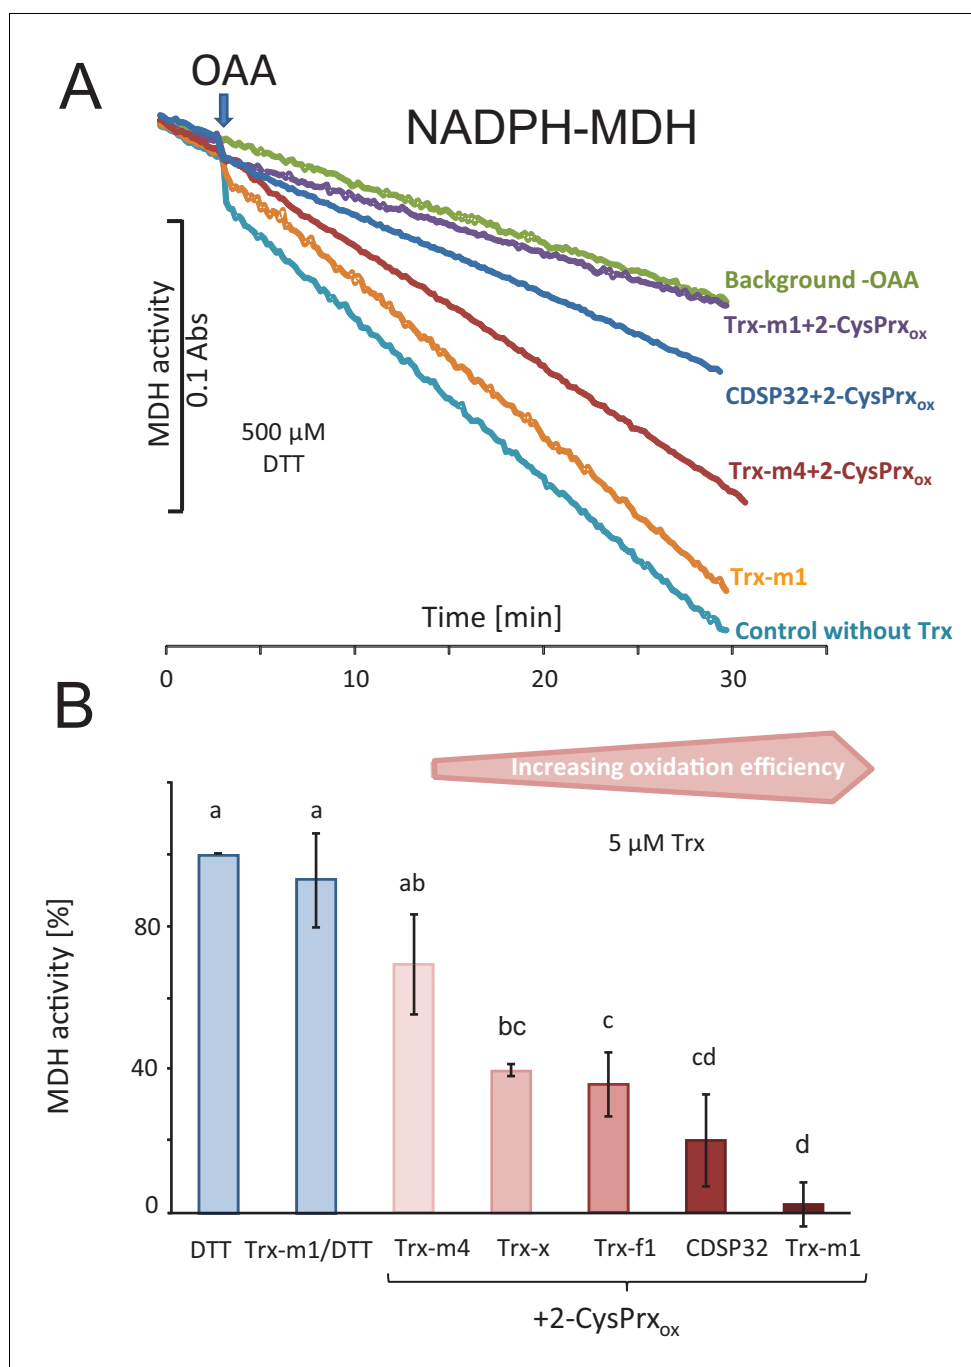 A
OAA
NADPH-MDH
MDH activity
0.1 Abs
500 µM
DTT
Background -OAA
Trx-m1+2-CysPrxox
CDSP32+2-CysPrxox
Trx-m4+2-CysPrxox
Trx-m1
Control without Trx
Time [min]
0 10 20 30
B
Increasing oxidation efficiency
5 µM Trx
MDH activity [%]
80
40
0
a a ab bc c cd d
DTT Trx-m1/DTT Trx-m4 Trx-x Trx-f1 CDSP32 Trx-m1
+2-CysPrxox